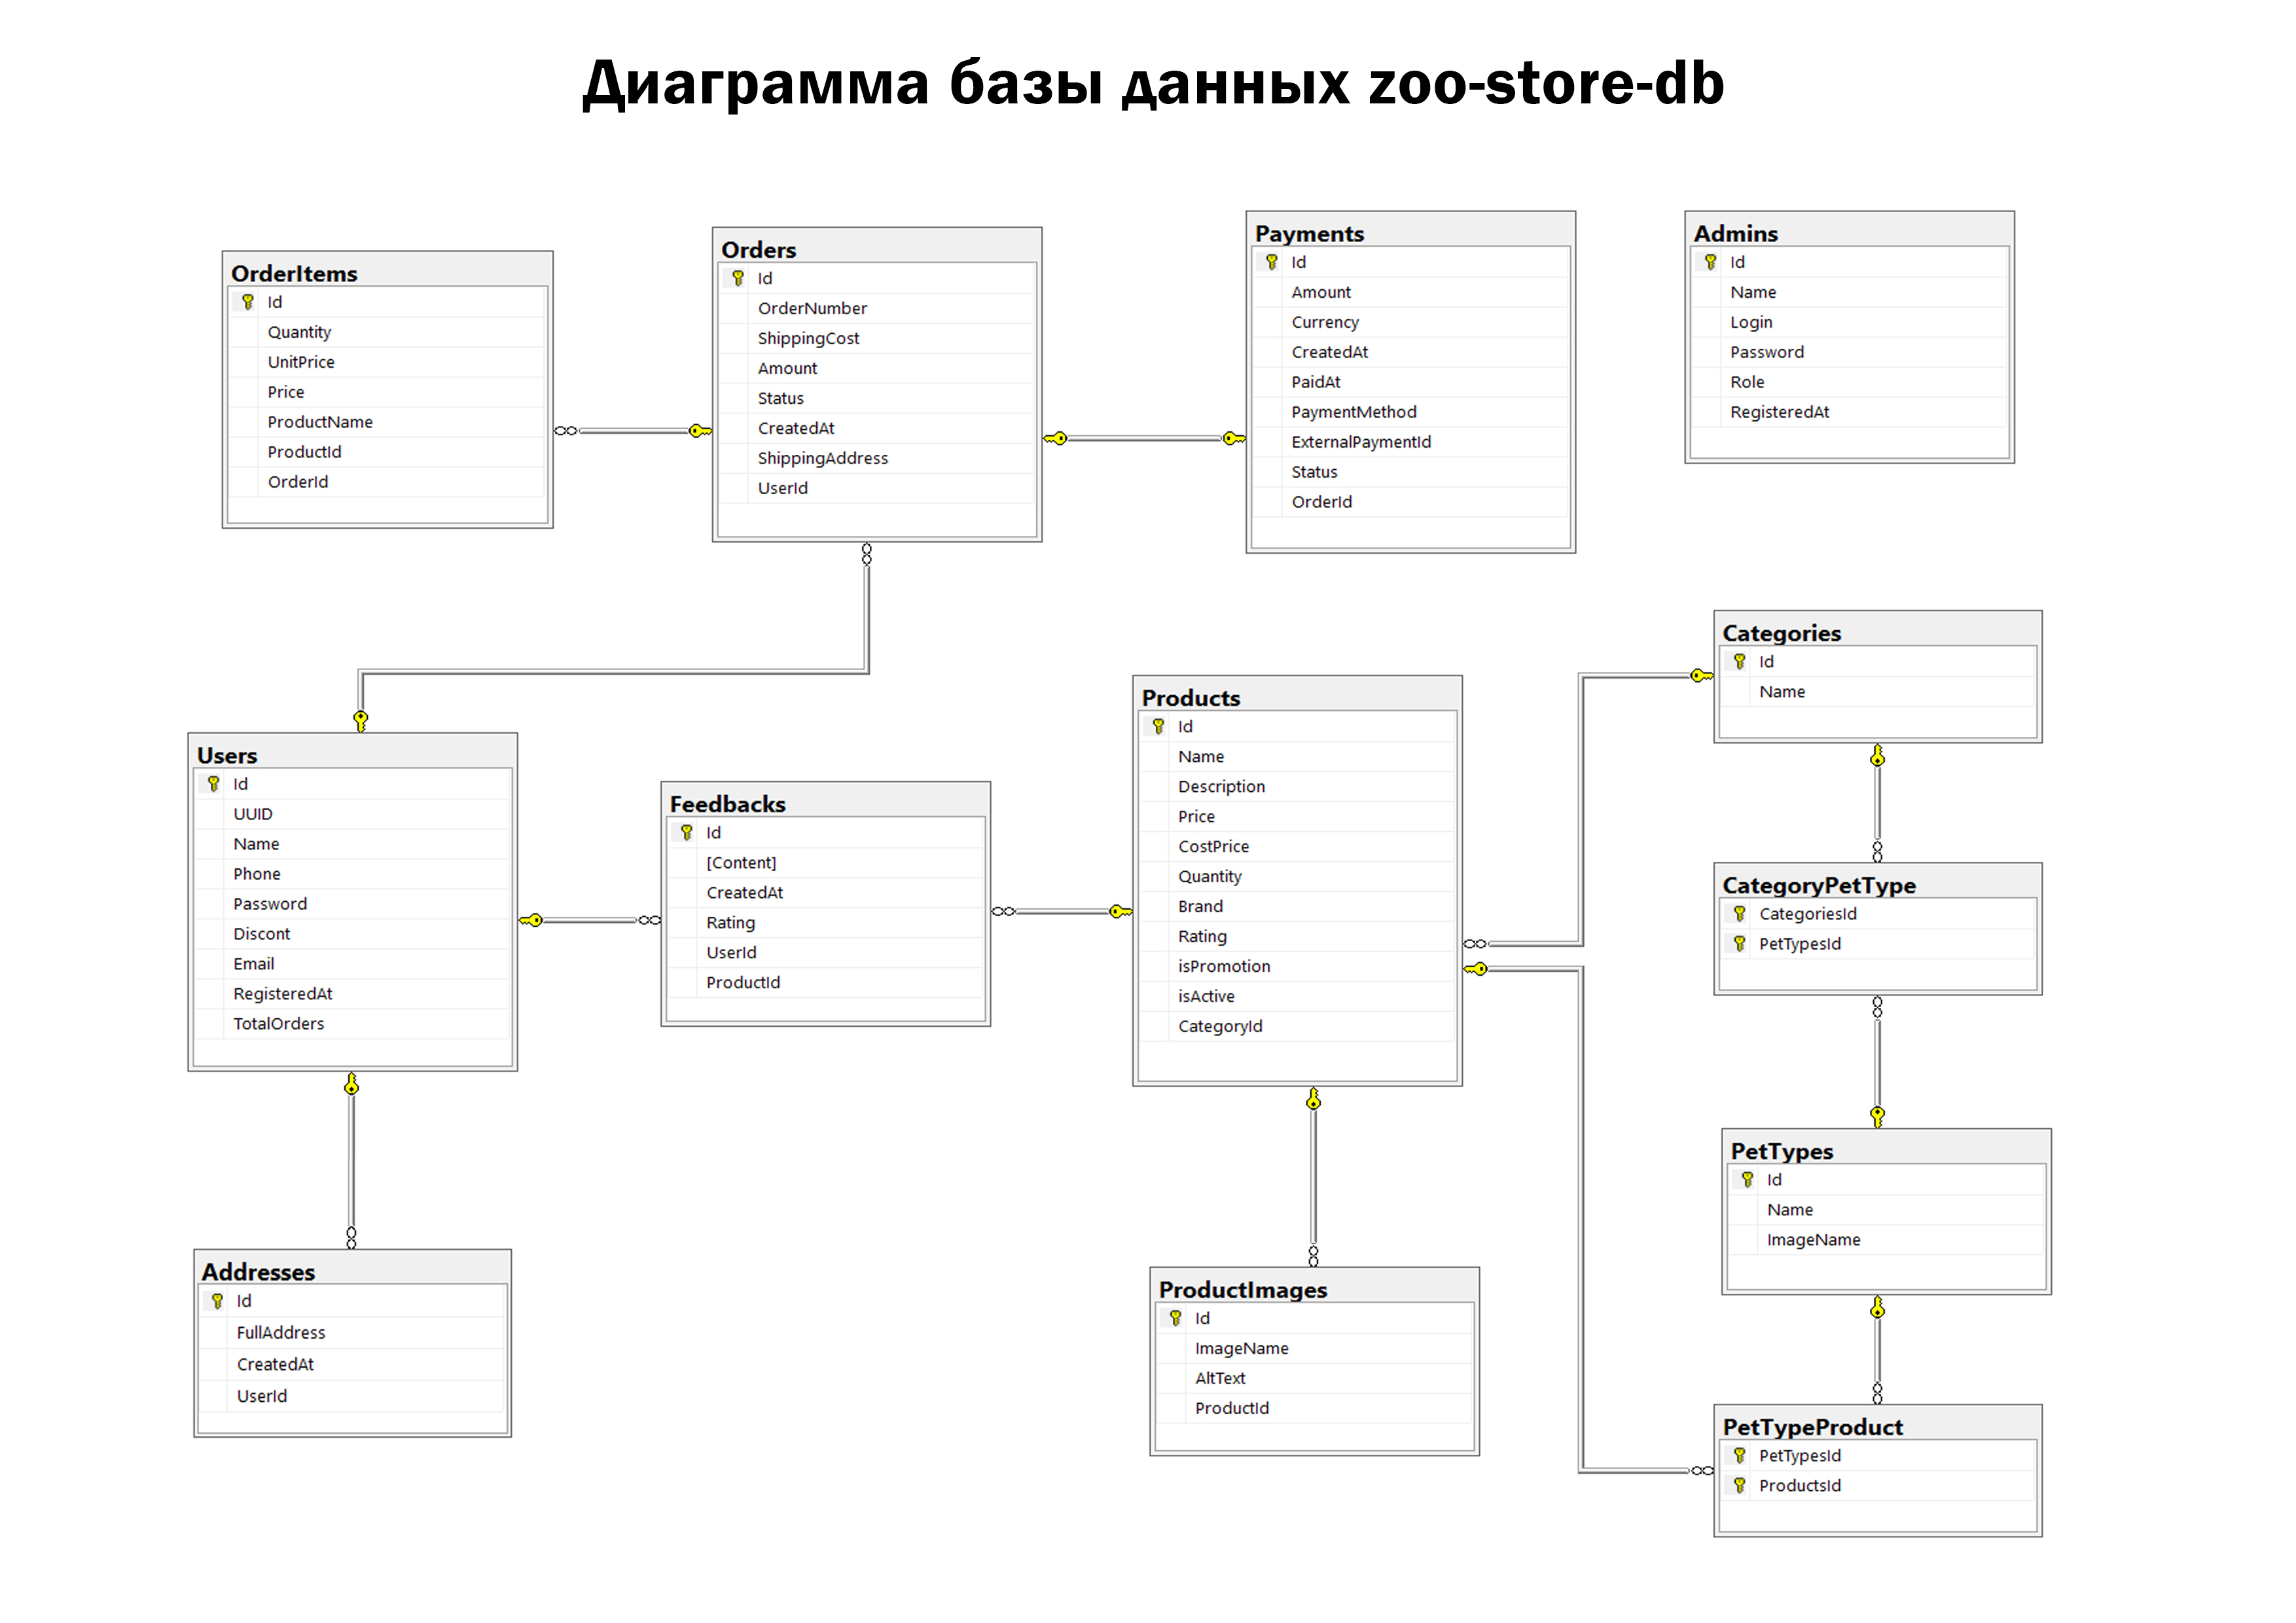 Диаграмма базы данных zoo-store-db
OrderItems
Id
Quantity
UnitPrice
Price
ProductName
ProductId
OrderId
Orders
Id
OrderNumber
ShippingCost
Amount
Status
CreatedAt
ShippingAddress
UserId
Payments
Id
Amount
Currency
CreatedAt
PaidAt
PaymentMethod
ExternalPaymentId
Status
OrderId
Admins
Id
Name
Login
Password
Role
RegisteredAt
Users
Id
UUID
Name
Phone
Password
Discont
Email
RegisteredAt
TotalOrders
Feedbacks
Id
[Content]
CreatedAt
Rating
UserId
ProductId
Products
Id
Name
Description
Price
CostPrice
Quantity
Brand
Rating
isPromotion
isActive
CategoryId
Categories
Id
Name
CategoryPetType
CategoriesId
PetTypesId
PetTypes
Id
Name
ImageName
Addresses
Id
FullAddress
CreatedAt
UserId
ProductImages
Id
ImageName
AltText
ProductId
PetTypeProduct
PetTypesId
ProductsId